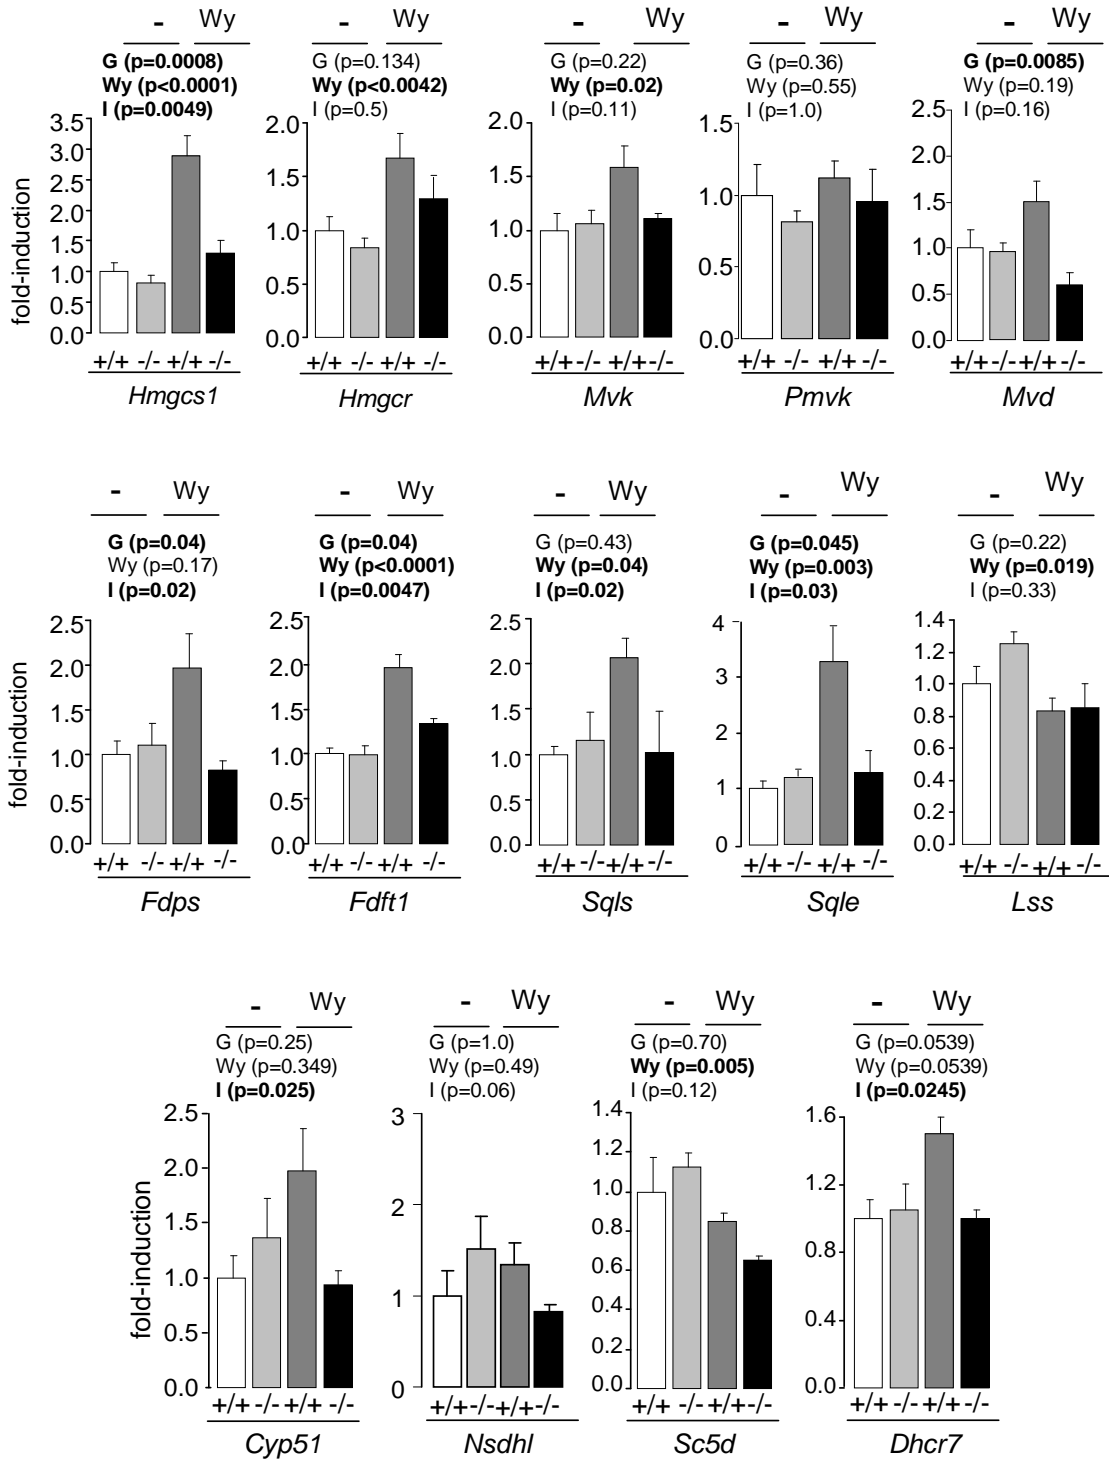 - Wy - Wy - Wy - Wy - Wy
G (p=0.0008) G (p=0.134) G (p=0.22) G (p=0.36) G (p=0.0085)
Wy (p<0.0001) Wy (p<0.0042) Wy (p=0.02) Wy (p=0.55) Wy (p=0.19)
I (p=0.0049) I (p=0.5) I (p=0.11) I (p=1.0) I (p=0.16)
fold-induction
3.5 3.0 2.5 2.0 1.5 1.0 0.5 0.0
2.0 1.5 1.0 0.5 0.0
2.0 1.5 1.0 0.5 0.0
1.5 1.0 0.5 0.0
2.5 2.0 1.5 1.0 0.5 0.0
+/+ -/- +/+ -/- +/+ -/- +/+ -/- +/+ -/- +/+ -/- +/+ -/- +/+ -/- +/+ -/- +/+ -/-
Hmgcs1 Hmgcr Mvk Pmvk Mvd
- Wy - Wy - Wy - Wy - Wy
G (p=0.04) G (p=0.04) G (p=0.43) G (p=0.045) G (p=0.22)
Wy (p=0.17) Wy (p<0.0001) Wy (p=0.04) Wy (p=0.003) Wy (p=0.019)
I (p=0.02) I (p=0.0047) I (p=0.02) I (p=0.03) I (p=0.33)
fold-induction
2.5 2.0 1.5 1.0 0.5 0.0
2.5 2.0 1.5 1.0 0.5 0.0
2.5 2.0 1.5 1.0 0.5 0.0
4 3 2 1 0
1.4 1.2 1.0 0.8 0.6 0.4 0.2 0.0
+/+ -/- +/+ -/- +/+ -/- +/+ -/- +/+ -/- +/+ -/- +/+ -/- +/+ -/- +/+ -/- +/+ -/-
Fdps Fdft1 Sqls Sqle Lss
- Wy - Wy - Wy - Wy
G (p=0.25) G (p=1.0) G (p=0.70) G (p=0.0539)
Wy (p=0.349) Wy (p=0.49) Wy (p=0.005) Wy (p=0.0539)
I (p=0.025) I (p=0.06) I (p=0.12) I (p=0.0245)
fold-induction
2.5 2.0 1.5 1.0 0.5 0.0
3 2 1 0
1.4 1.2 1.0 0.8 0.6 0.4 0.2 0.0
1.6 1.2 0.8 0.4 0.0
+/+ -/- +/+ -/- +/+ -/- +/+ -/- +/+ -/- +/+ -/- +/+ -/- +/+ -/-
Cyp51 Nsdhl Sc5d Dhcr7